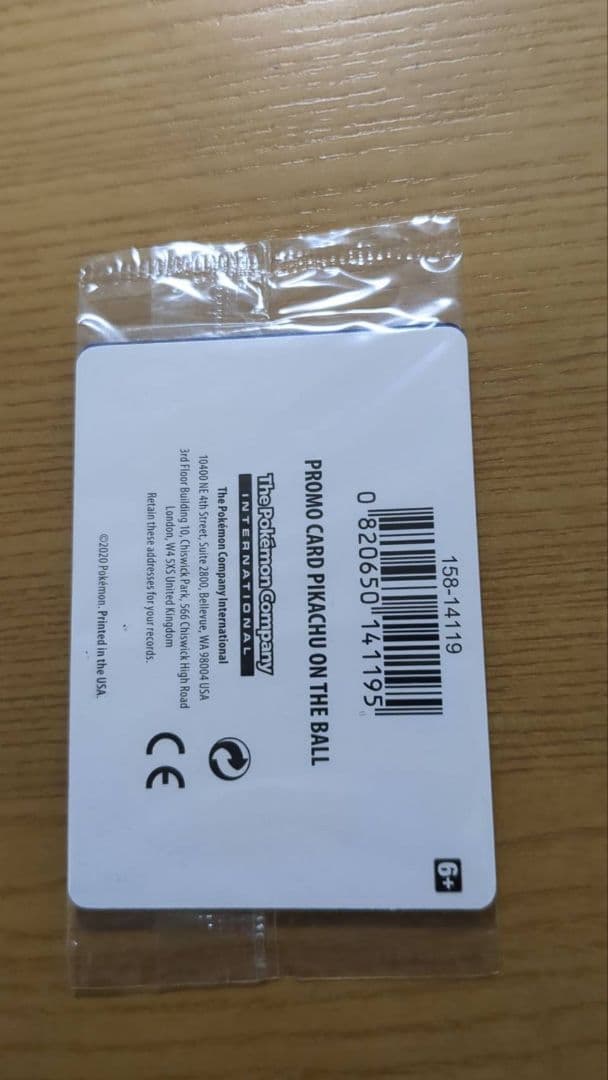 158-14119
0 820650 141195
6+
PROMO CARD PIKACHU ON THE BALL
The Pokémon Company
INTERNATIONAL
The Pokémon Company International
10400 NE 4th Street, Suite 2800, Bellevue, WA 98004 USA
3rd Floor Building 10, Chiswick Park, 566 Chiswick High Road
London, W4 5XS United Kingdom
Retain these addresses for your records.
CE
©2020 Pokémon. Printed in the USA.